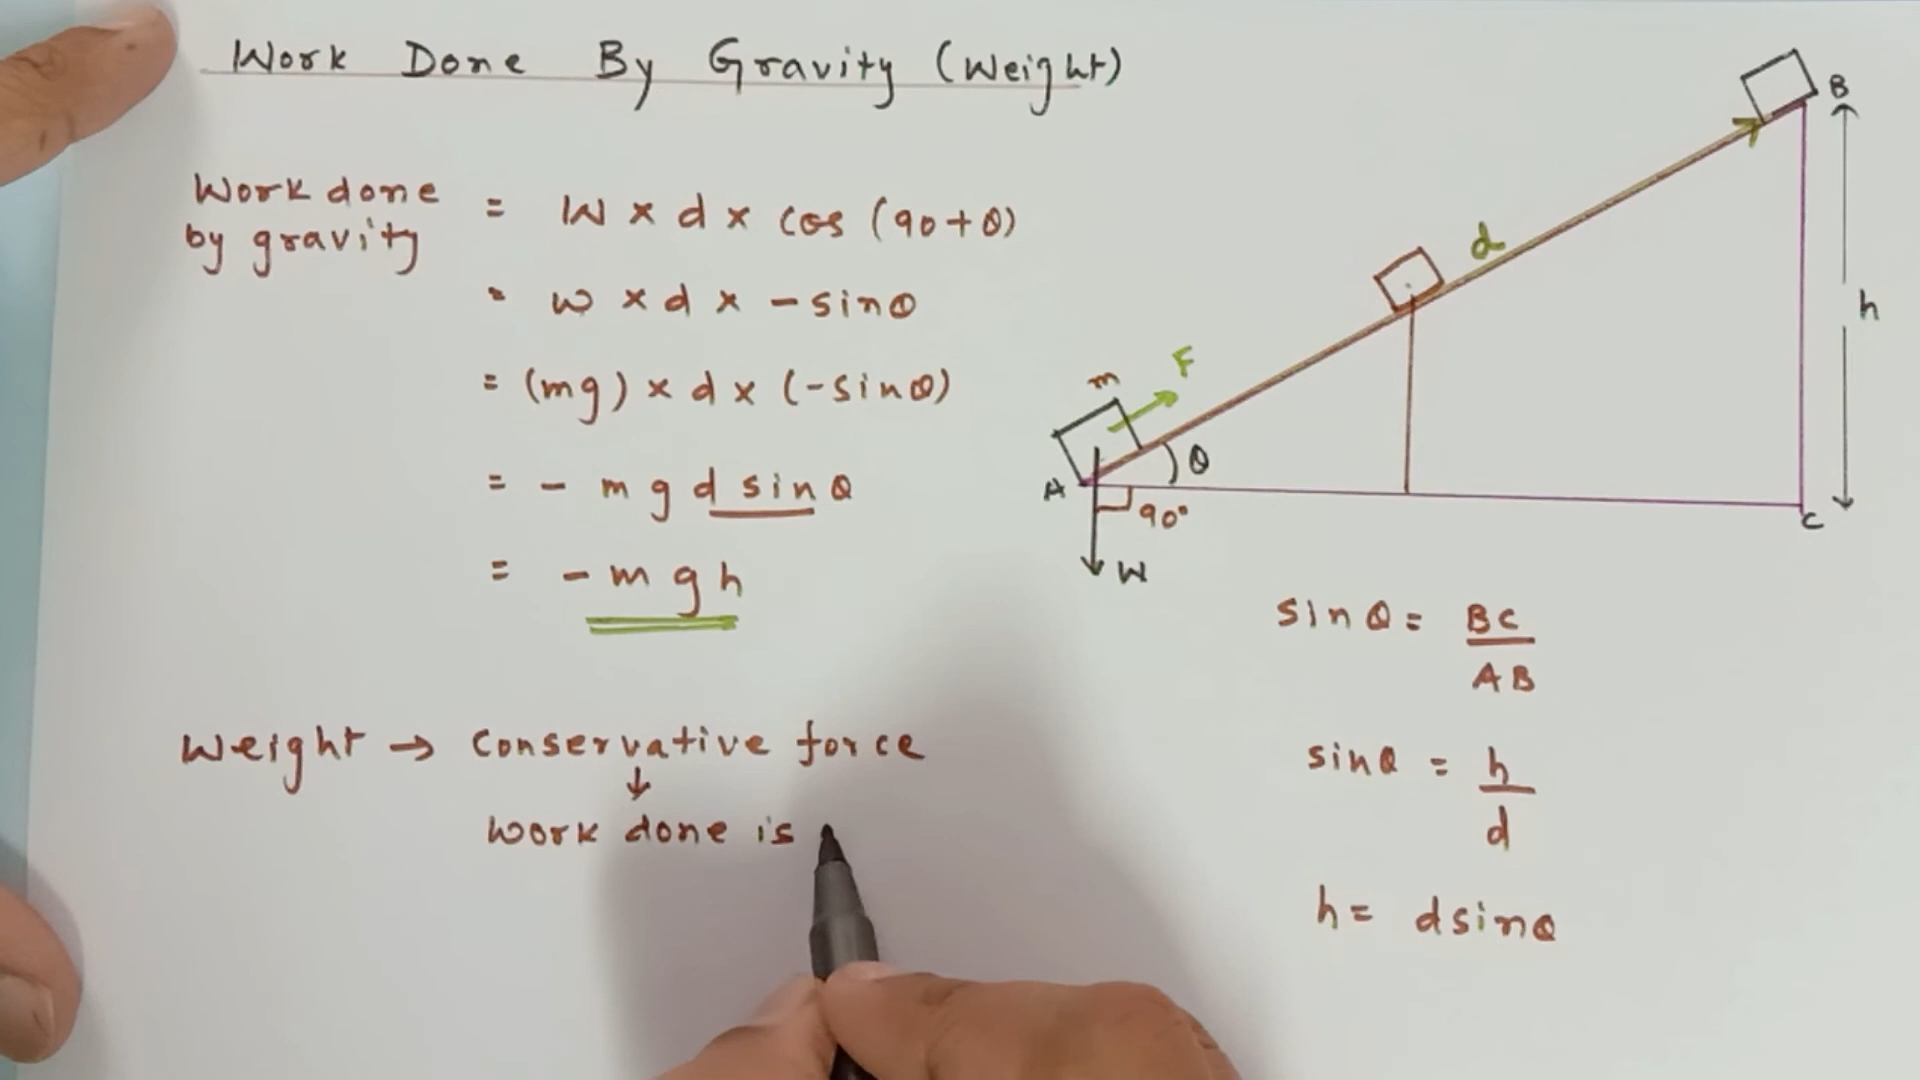 Work Done By Gravity (Weight)
Work done
by gravity
= W × d × cos (90+θ)
= w × d × -sinθ
= (mg) × d × (-sinθ)
= - m g d sinθ
= - m g h
Weight → Conservative force
↓
Work done is
B
d
h
F
m
θ
A
90°
C
W
sinθ = BC
AB
sinθ = h
d
h = dsinθ